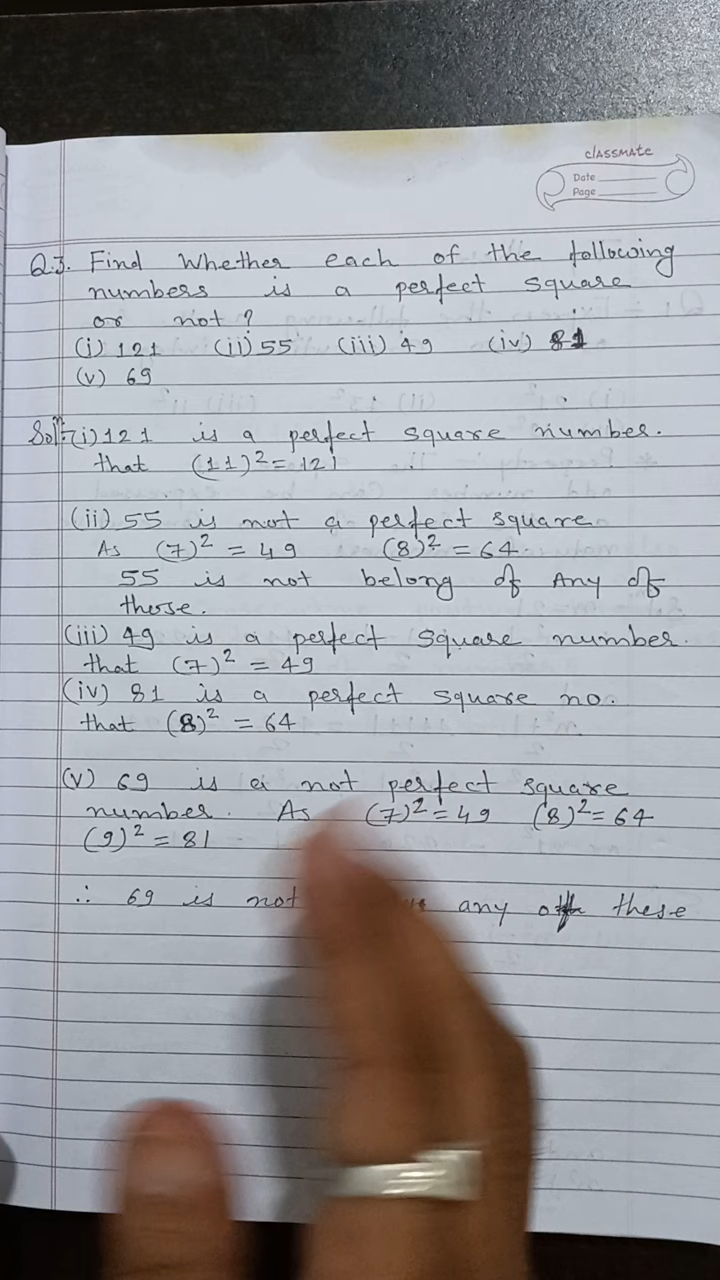 classmate
Date
Page
Q.3. Find Whether each of the following
numbers is a perfect square
or not?
(i) 121 (ii) 55 (iii) 49 (iv) 81
(v) 69
Solⁿ:- (i) 121 is a perfect square number.
that (11)² = 121
(ii) 55 is not a perfect square
As (7)² = 49 (8)² = 64
55 is not belong of Any of
those.
(iii) 49 is a perfect square number.
that (7)² = 49
(iv) 81 is a perfect square no.
that (8)² = 64
(v) 69 is a not perfect square
number. As (7)² = 49 (8)² = 64
(9)² = 81
∴ 69 is not any of these